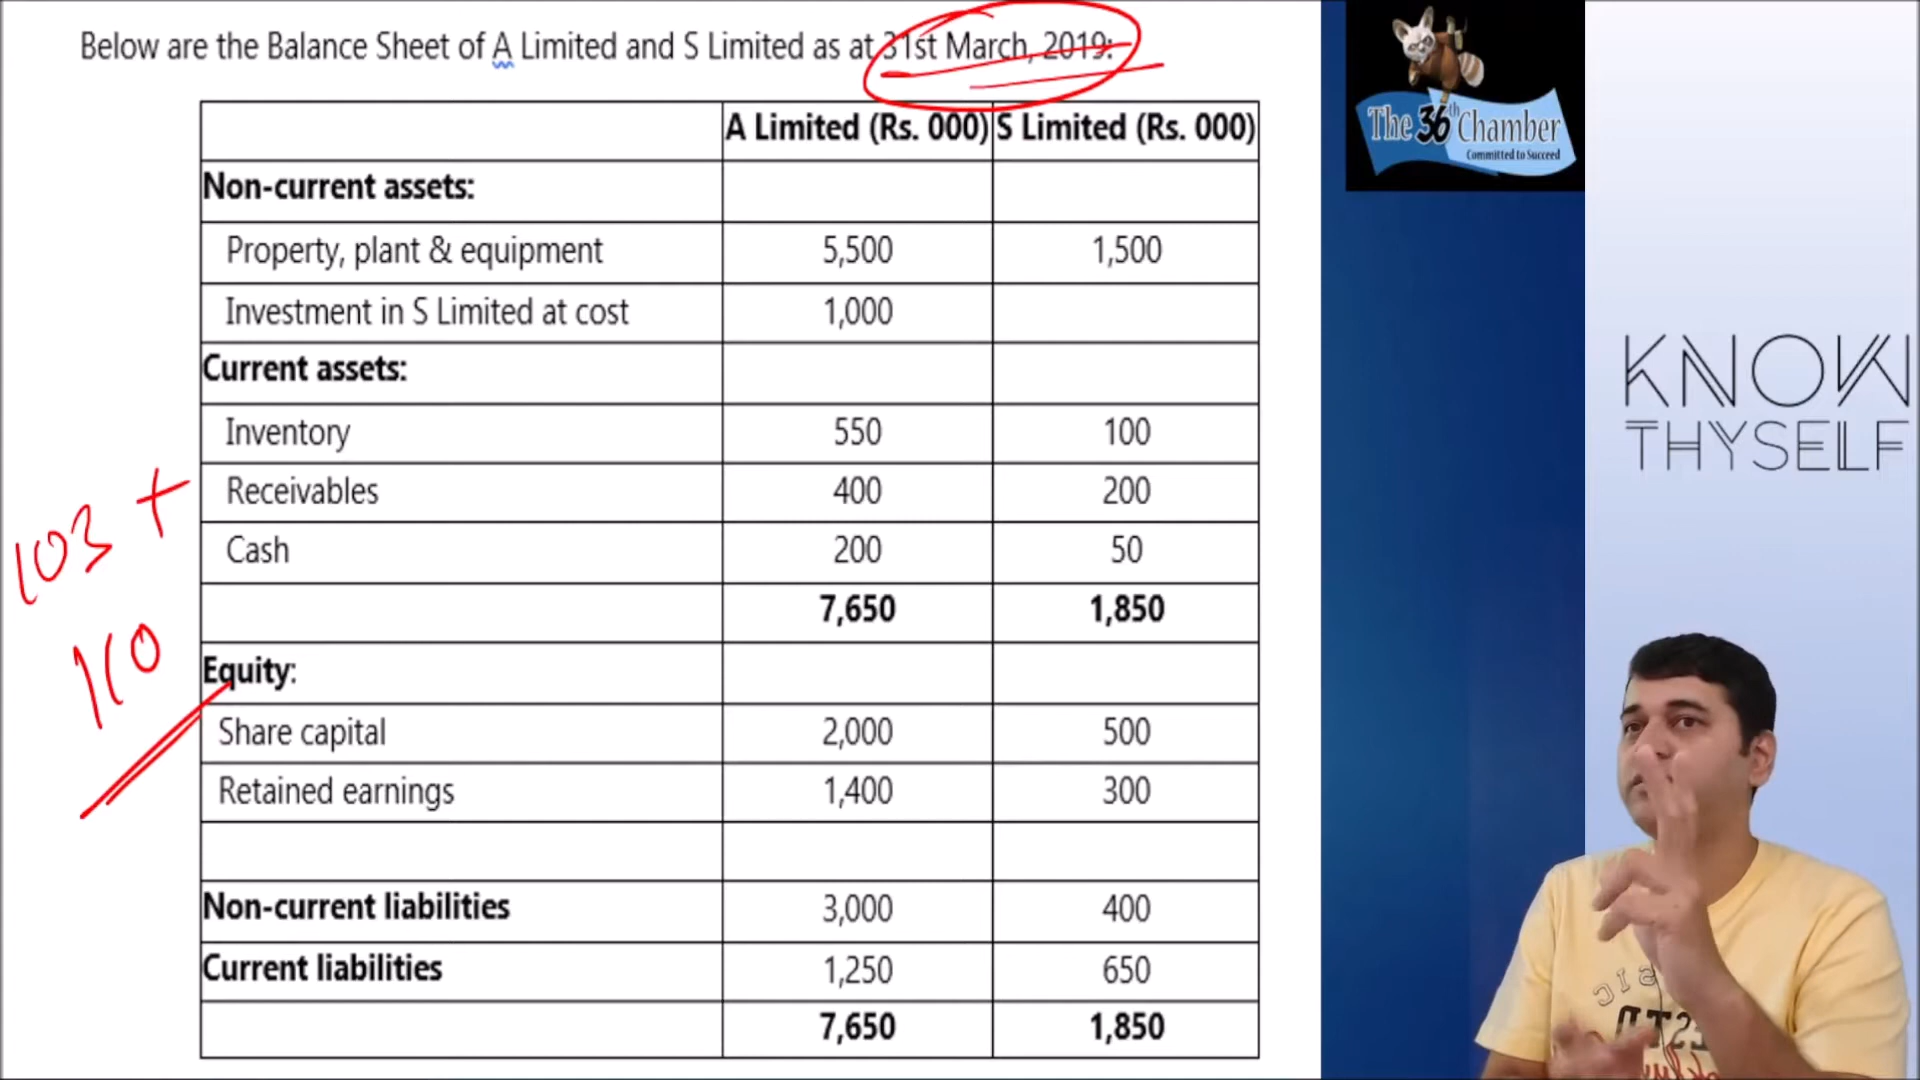 Below are the Balance Sheet of A Limited and S Limited as at 31st March, 2019:
A Limited (Rs. 000) S Limited (Rs. 000)
Non-current assets:
Property, plant & equipment 5,500 1,500
Investment in S Limited at cost 1,000
Current assets:
Inventory 550 100
Receivables 400 200
Cash 200 50
7,650 1,850
Equity:
Share capital 2,000 500
Retained earnings 1,400 300
Non-current liabilities 3,000 400
Current liabilities 1,250 650
7,650 1,850
103 +
110
The 36th Chamber
Committed to Succeed
KNOW
THYSELF